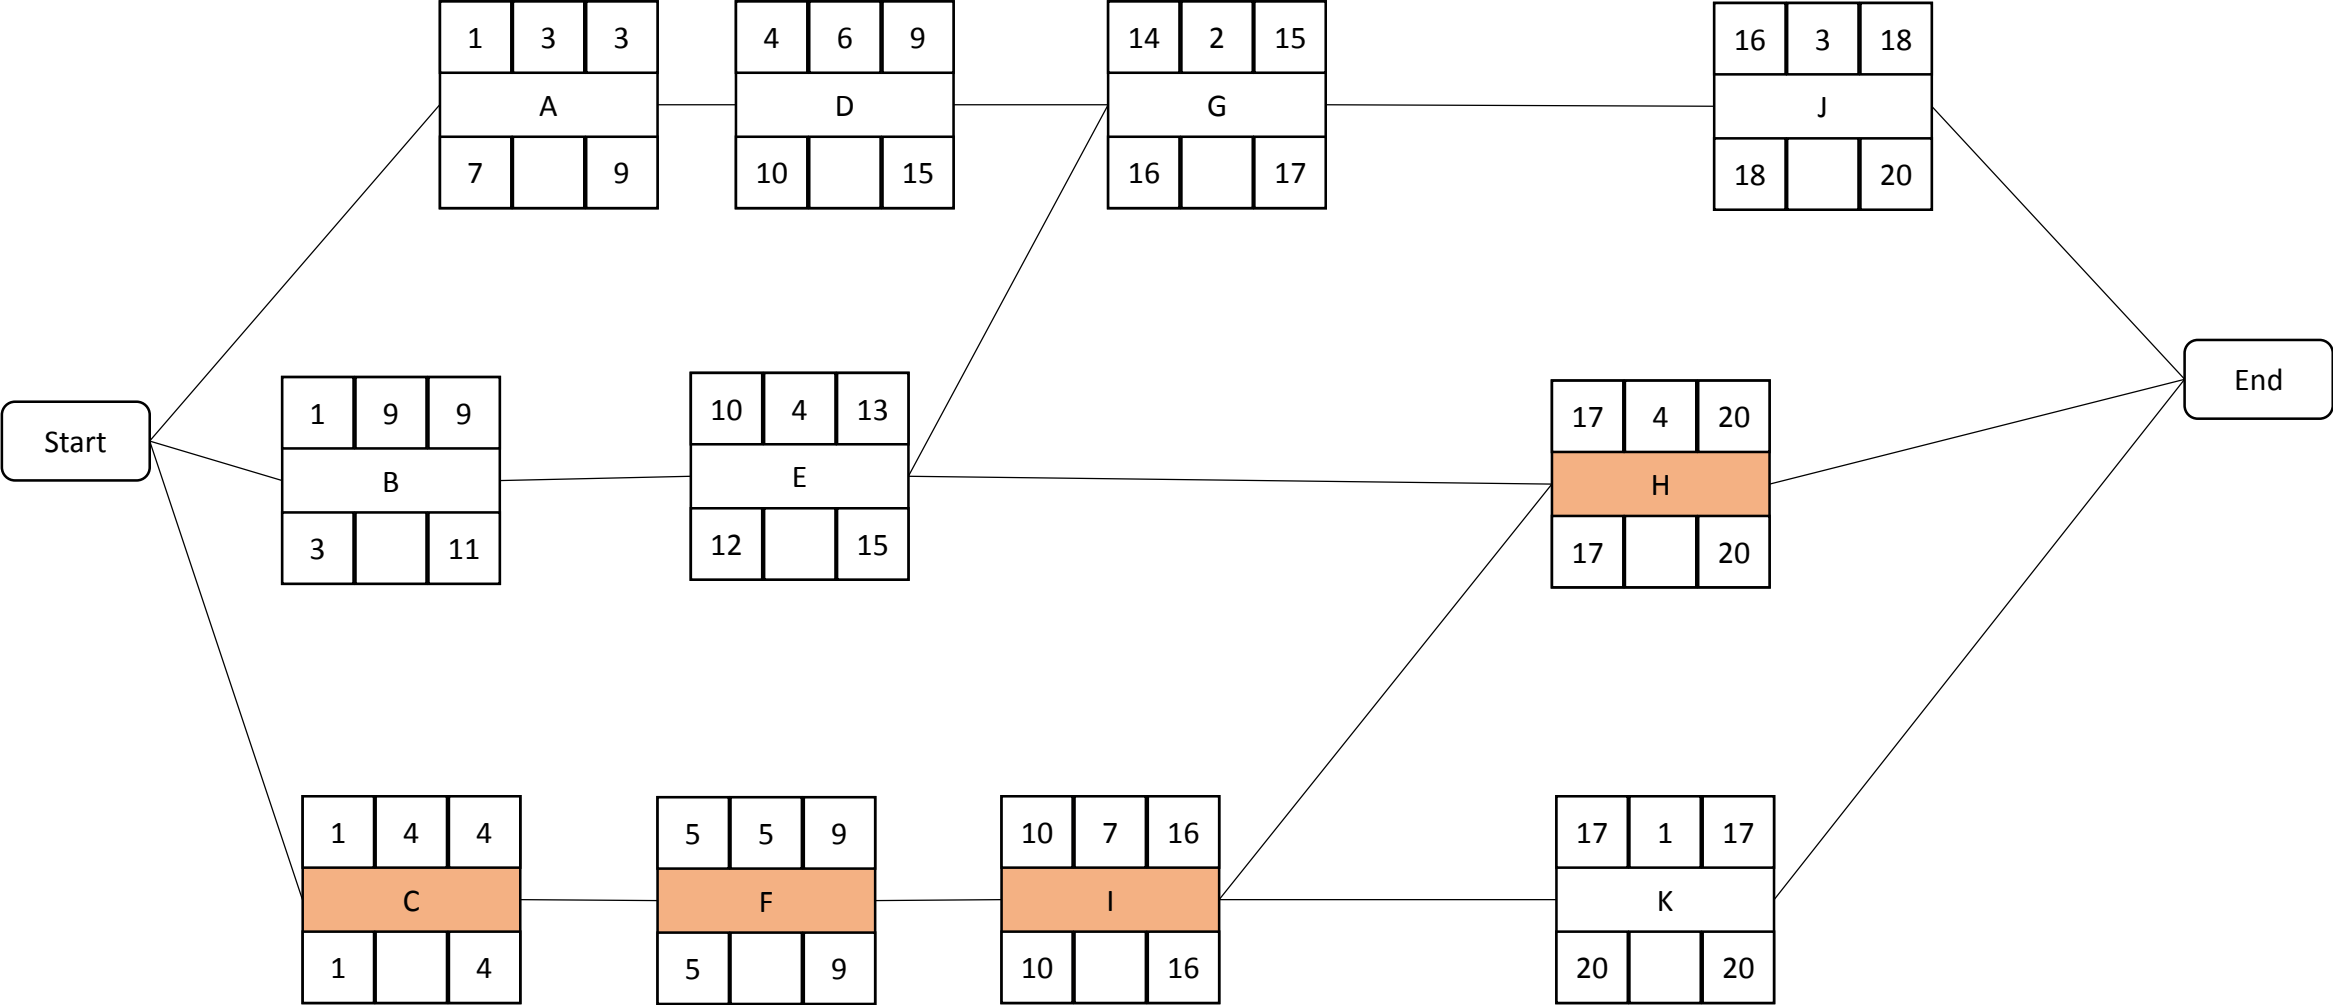 1 3 3
A
7 9
4 6 9
D
10 15
14 2 15
G
16 17
16 3 18
J
18 20
Start
1 9 9
B
3 11
10 4 13
E
12 15
17 4 20
H
17 20
End
1 4 4
C
1 4
5 5 9
F
5 9
10 7 16
I
10 16
17 1 17
K
20 20